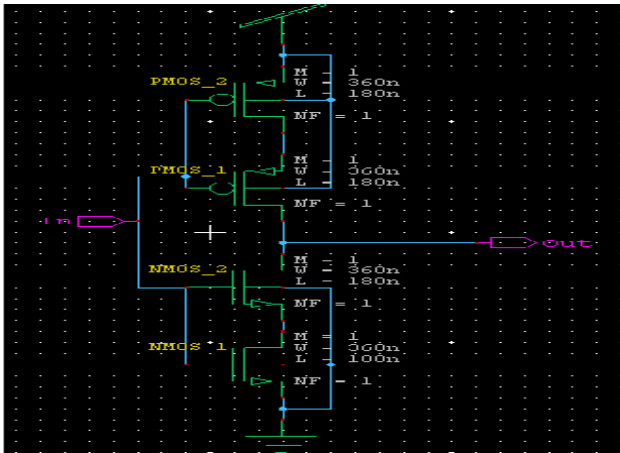 M = 1
PMOS_2
W = 360n
L = 180n
NF = 1
M = 1
PMOS_1
W = 360n
L = 180n
NF = 1
In
Out
M = 1
NMOS_2
W = 360n
L = 180n
NF = 1
M = 1
NMOS_1
W = 360n
L = 180n
NF = 1